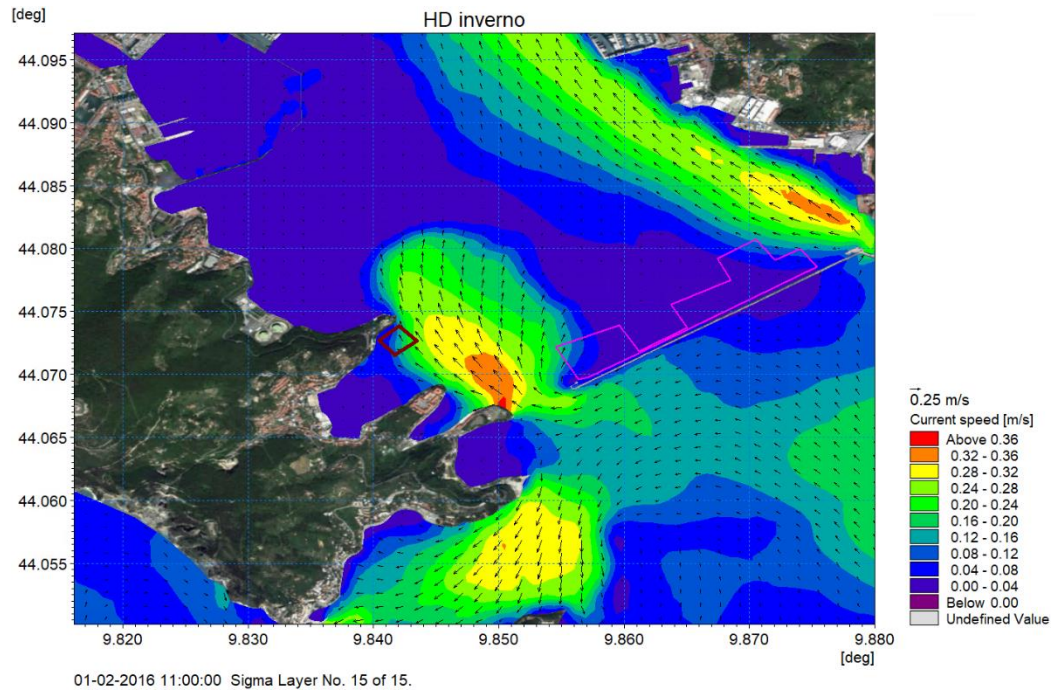 [deg]
HD inverno
44.095
44.090
44.085
44.080
44.075
44.070
44.065
44.060
44.055
9.820 9.830 9.840 9.850 9.860 9.870 9.880
[deg]
01-02-2016 11:00:00 Sigma Layer No. 15 of 15.
0.25 m/s
Current speed [m/s]
Above 0.36
0.32 - 0.36
0.28 - 0.32
0.24 - 0.28
0.20 - 0.24
0.16 - 0.20
0.12 - 0.16
0.08 - 0.12
0.04 - 0.08
0.00 - 0.04
Below 0.00
Undefined Value